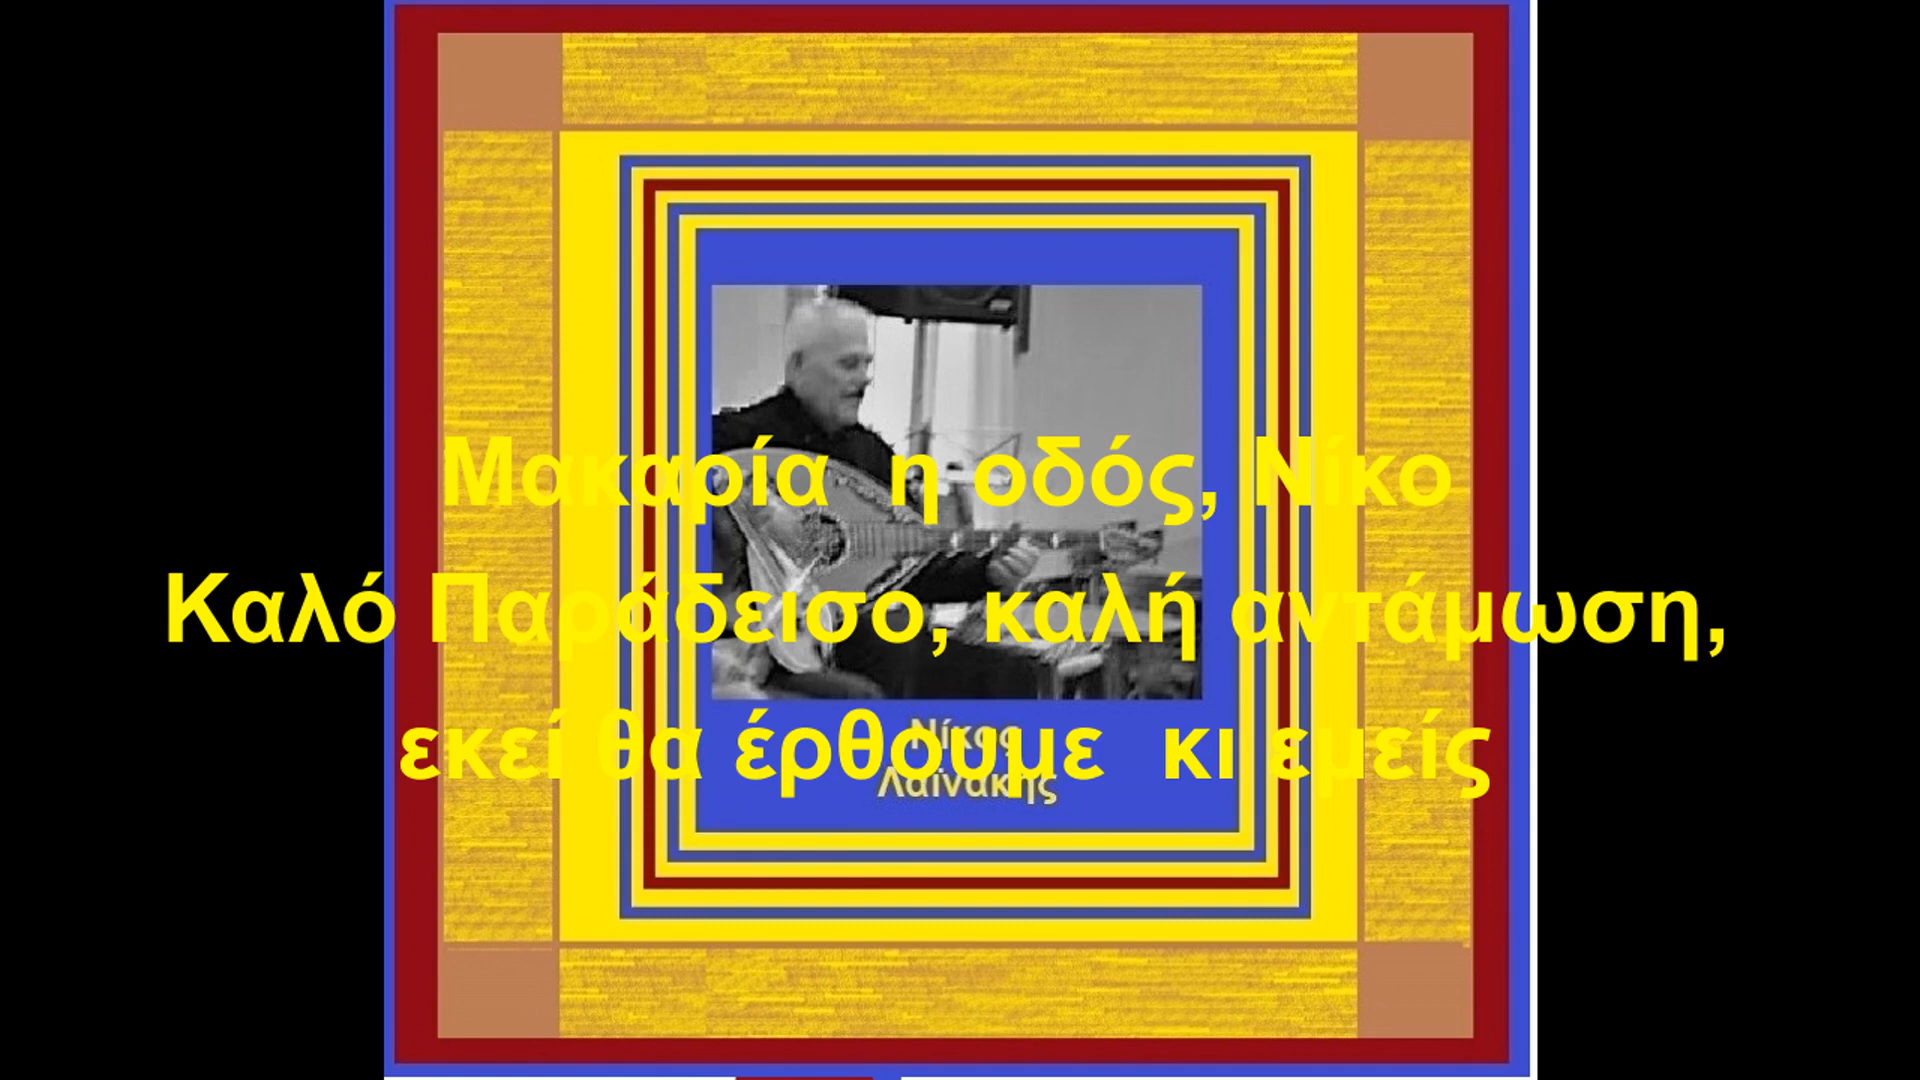 Μακαρία  η οδός, Νίκο
Καλό Παράδεισο, καλή αντάμωση,
εκεί θα έρθουμε  κι εμείς
Νίκος
Λαϊνάκης